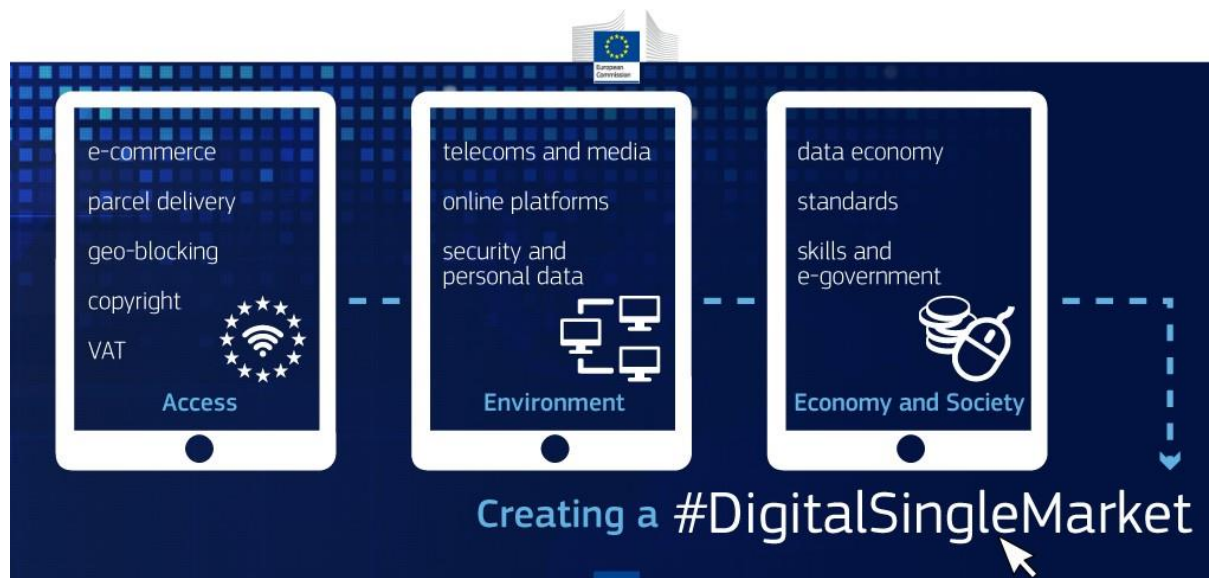 European
Commission
e-commerce
parcel delivery
geo-blocking
copyright
VAT
Access
telecoms and media
online platforms
security and
personal data
Environment
data economy
standards
skills and
e-government
Economy and Society
Creating a #DigitalSingleMarket